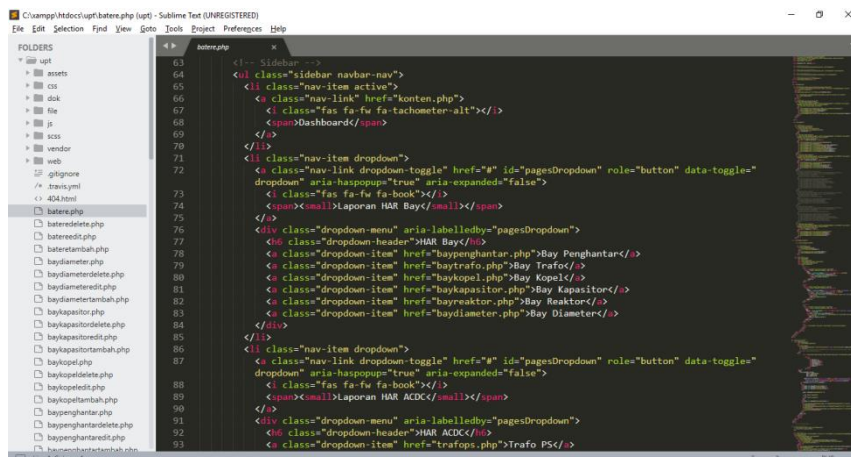 C:\xampp\htdocs\upt\batere.php (upt) - Sublime Text (UNREGISTERED)
File Edit Selection Find View Goto Tools Project Preferences Help
FOLDERS
upt
assets
css
dok
file
js
scss
vendor
web
.gitignore
.travis.yml
404.html
batere.php
bateredelete.php
batereedit.php
bateretambah.php
baydiameter.php
baydiameterdelete.php
baydiameteredit.php
baydiametertambah.php
baykapasitor.php
baykapasitordelete.php
baykapasitoredit.php
baykapasitortambah.php
baykopel.php
baykopeldelete.php
baykopeledit.php
baykopeltambah.php
baypenghantar.php
baypenghantardelete.php
baypenghantaredit.php
baypenghantartambah.php
batere.php
63 <!-- Sidebar -->
64 <ul class="sidebar navbar-nav">
65 <li class="nav-item active">
66 <a class="nav-link" href="konten.php">
67 <i class="fas fa-fw fa-tachometer-alt"></i>
68 <span>Dashboard</span>
69 </a>
70 </li>
71 <li class="nav-item dropdown">
72 <a class="nav-link dropdown-toggle" href="#" id="pagesDropdown" role="button" data-toggle="
dropdown" aria-haspopup="true" aria-expanded="false">
73 <i class="fas fa-fw fa-book"></i>
74 <span><small>Laporan HAR Bay</small></span>
75 </a>
76 <div class="dropdown-menu" aria-labelledby="pagesDropdown">
77 <h6 class="dropdown-header">HAR Bay</h6>
78 <a class="dropdown-item" href="baypenghantar.php">Bay Penghantar</a>
79 <a class="dropdown-item" href="baytrafo.php">Bay Trafo</a>
80 <a class="dropdown-item" href="baykopel.php">Bay Kopel</a>
81 <a class="dropdown-item" href="baykapasitor.php">Bay Kapasitor</a>
82 <a class="dropdown-item" href="bayreaktor.php">Bay Reaktor</a>
83 <a class="dropdown-item" href="baydiameter.php">Bay Diameter</a>
84 </div>
85 </li>
86 <li class="nav-item dropdown">
87 <a class="nav-link dropdown-toggle" href="#" id="pagesDropdown" role="button" data-toggle="
dropdown" aria-haspopup="true" aria-expanded="false">
88 <i class="fas fa-fw fa-book"></i>
89 <span><small>Laporan HAR ACDC</small></span>
90 </a>
91 <div class="dropdown-menu" aria-labelledby="pagesDropdown">
92 <h6 class="dropdown-header">HAR ACDC</h6>
93 <a class="dropdown-item" href="trafops.php">Trafo PS</a>